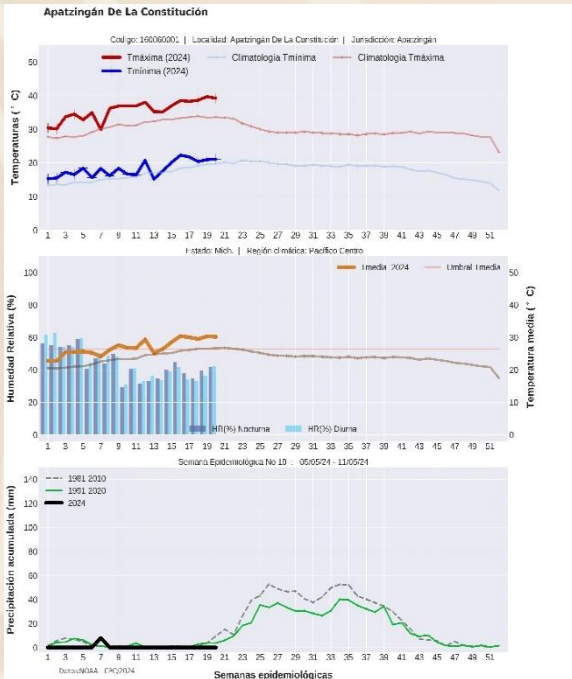 Apatzingán De La Constitución
Código: 160060001 | Localidad: Apatzingán De La Constitución | Jurisdicción: Apatzingán
Tmáxima (2024) Climatología Tmínima Climatología Tmáxima
Tmínima (2024)
Temperaturas (° C)
50
40
30
20
10
0
1 3 5 7 9 11 13 15 17 19 21 23 25 27 29 31 33 35 37 39 41 43 45 47 49 51
Estado: Mich. | Región climática: Pacífico Centro
Tmedia 2024 Umbral Tmedia
Humedad Relativa (%)
Temperatura media (° C)
100 50
80 40
60 30
40 20
20 10
0 0
HR(%) Nocturna HR(%) Diurna
1 3 5 7 9 11 13 15 17 19 21 23 25 27 29 31 33 35 37 39 41 43 45 47 49 51
Semana Epidemiológica No 19 : 05/05/24 - 11/05/24
1981-2010
1981-2020
2024
Precipitación acumulada (mm)
140
120
100
80
60
40
20
0
1 3 5 7 9 11 13 15 17 19 21 23 25 27 29 31 33 35 37 39 41 43 45 47 49 51
Datos:NOAA - CPC/2024
Semanas epidemiológicas